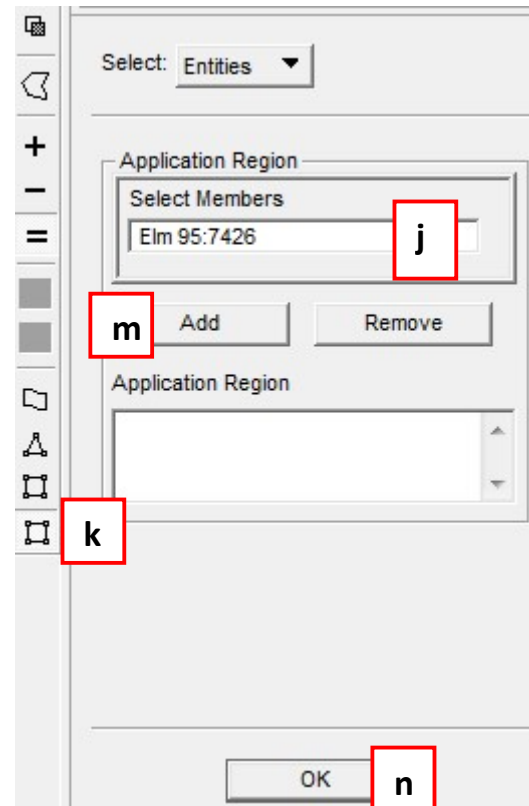 Select: Entities
+
Application Region
−
Select Members
=
Elm 95:7426
j
m
Add
Remove
Application Region
k
OK
n